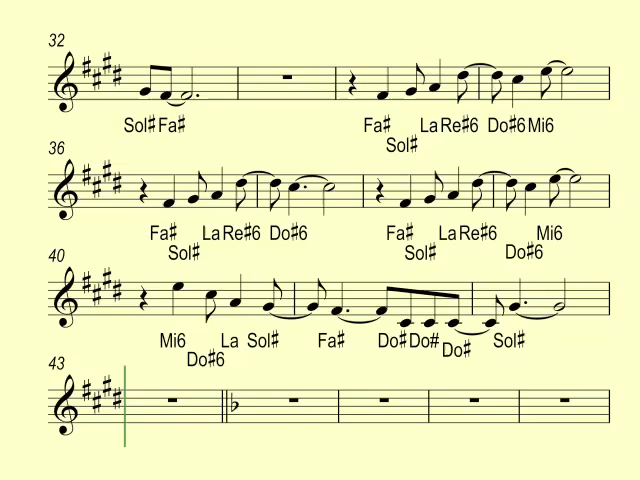 32
Sol♯ Fa♯ Fa♯ La Re♯6 Do♯6 Mi6
Sol♯
36
Fa♯ La Re♯6 Do♯6 Fa♯ La Re♯6 Mi6
Sol♯ Sol♯ Do♯6
40
Mi6 La Sol♯ Fa♯ Do♯ Do# Sol♯
Do♯6 Do♯
43